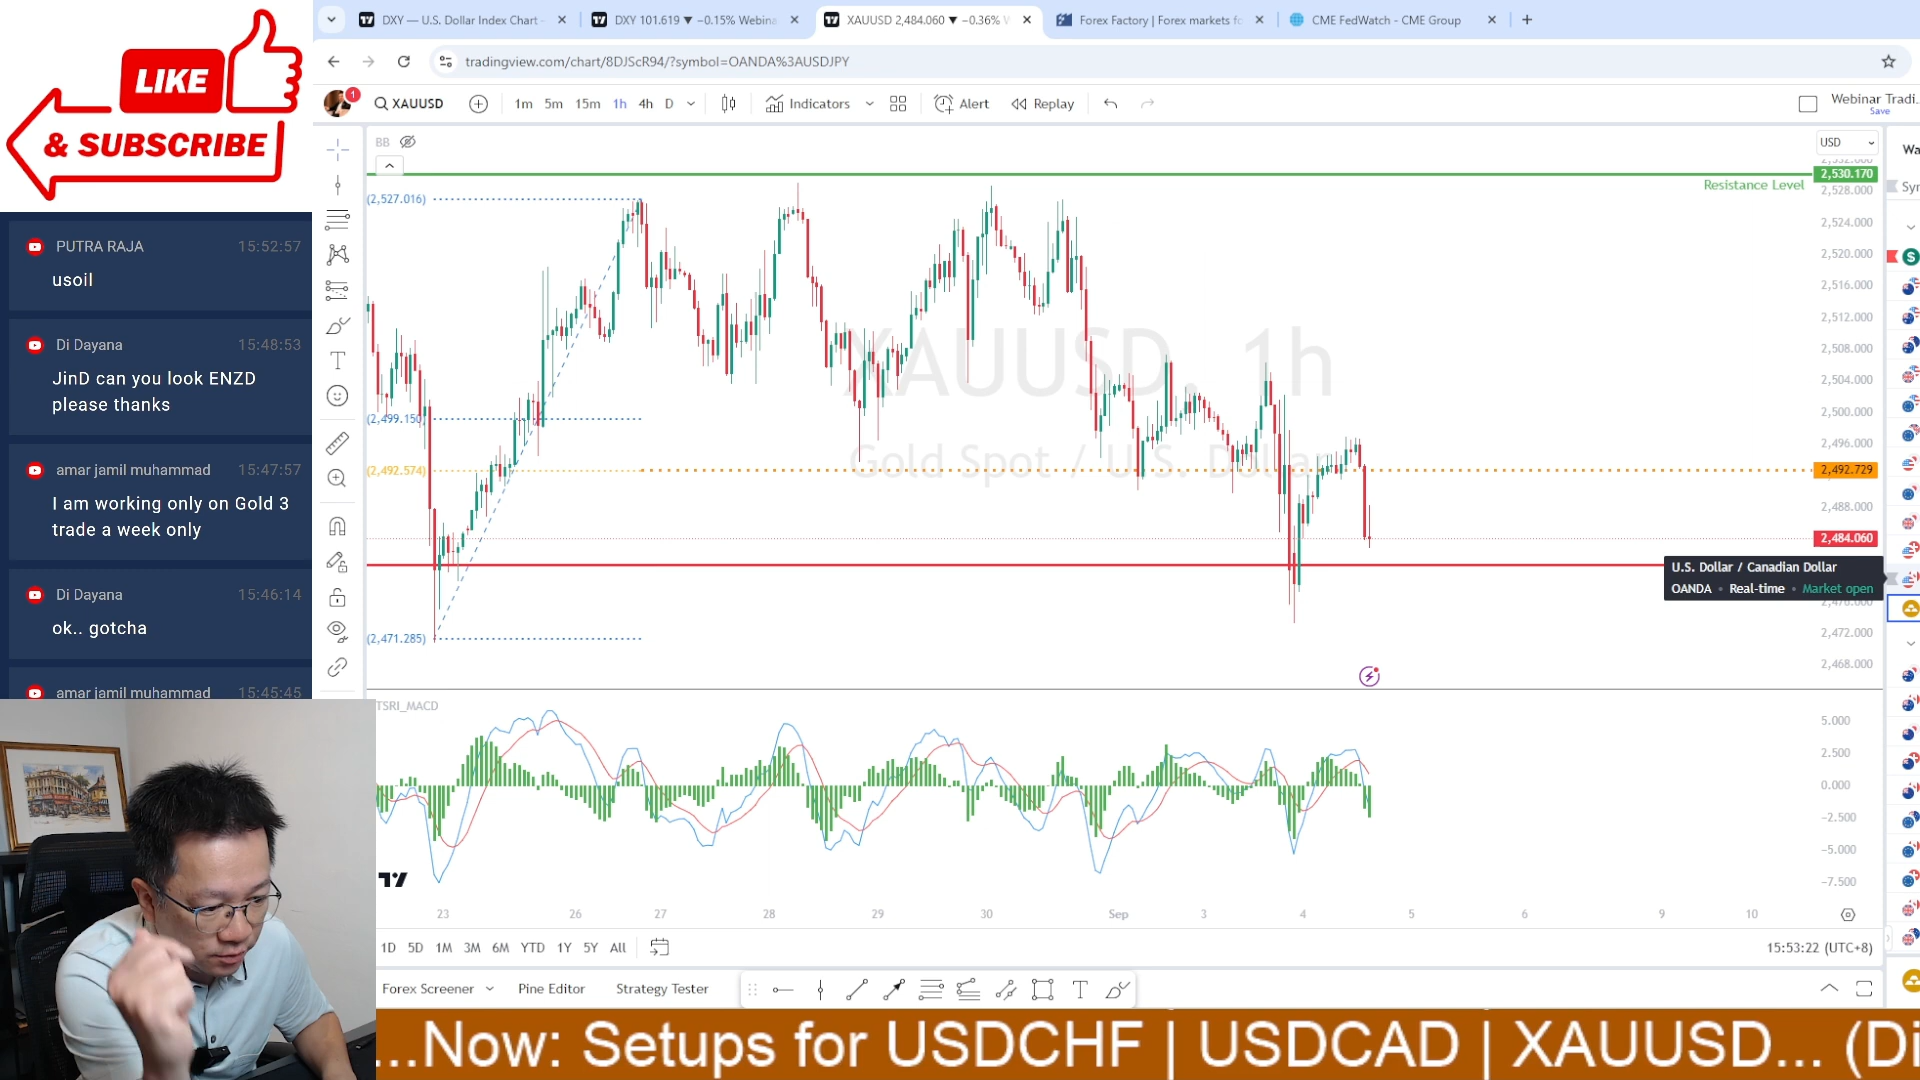 LIKE
& SUBSCRIBE
DXY — U.S. Dollar Index Chart
DXY 101.619 ▼ −0.15% Webina
XAUUSD 2,484.060 ▼ −0.36%
Forex Factory | Forex markets fo
CME FedWatch - CME Group
tradingview.com/chart/8DJScR94/?symbol=OANDA%3AUSDJPY
1
XAUUSD
1m 5m 15m 1h 4h D
Indicators
Alert
Replay
Webinar Tradi...
Save
PUTRA RAJA 15:52:57
usoil
Di Dayana 15:48:53
JinD can you look ENZD
please thanks
amar jamil muhammad 15:47:57
I am working only on Gold 3
trade a week only
Di Dayana 15:46:14
ok.. gotcha
amar jamil muhammad 15:45:45
BB
USD
2,530.170
Resistance Level
2,528.000
2,524.000
2,520.000
2,516.000
2,512.000
2,508.000
2,504.000
2,500.000
2,496.000
2,492.729
2,488.000
2,484.060
2,472.000
2,468.000
(2,527.016)
(2,499.150)
(2,492.574)
(2,471.285)
XAUUSD, 1h
Gold Spot / U.S. Dollar
U.S. Dollar / Canadian Dollar
OANDA • Real-time • Market open
Wa
Syr
TSRI_MACD
5.000
2.500
0.000
−2.500
−5.000
−7.500
23 26 27 28 29 30 Sep 3 4 5 6 9 10
1D 5D 1M 3M 6M YTD 1Y 5Y All
15:53:22 (UTC+8)
Forex Screener
Pine Editor
Strategy Tester
...Now: Setups for USDCHF | USDCAD | XAUUSD... (Di